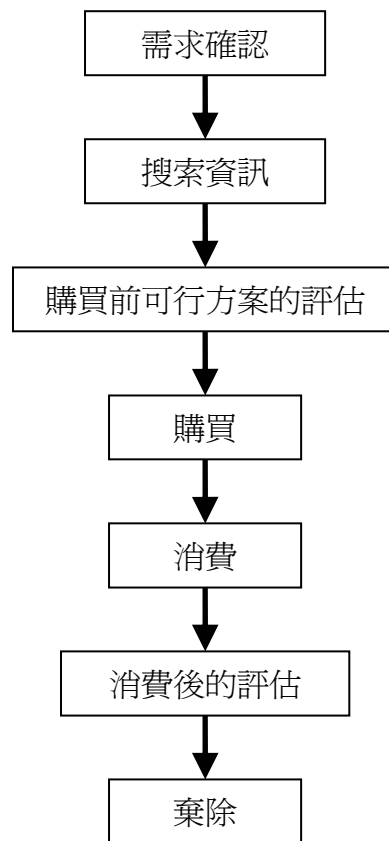 需求確認
搜索資訊
購買前可行方案的評估
購買
消費
消費後的評估
棄除